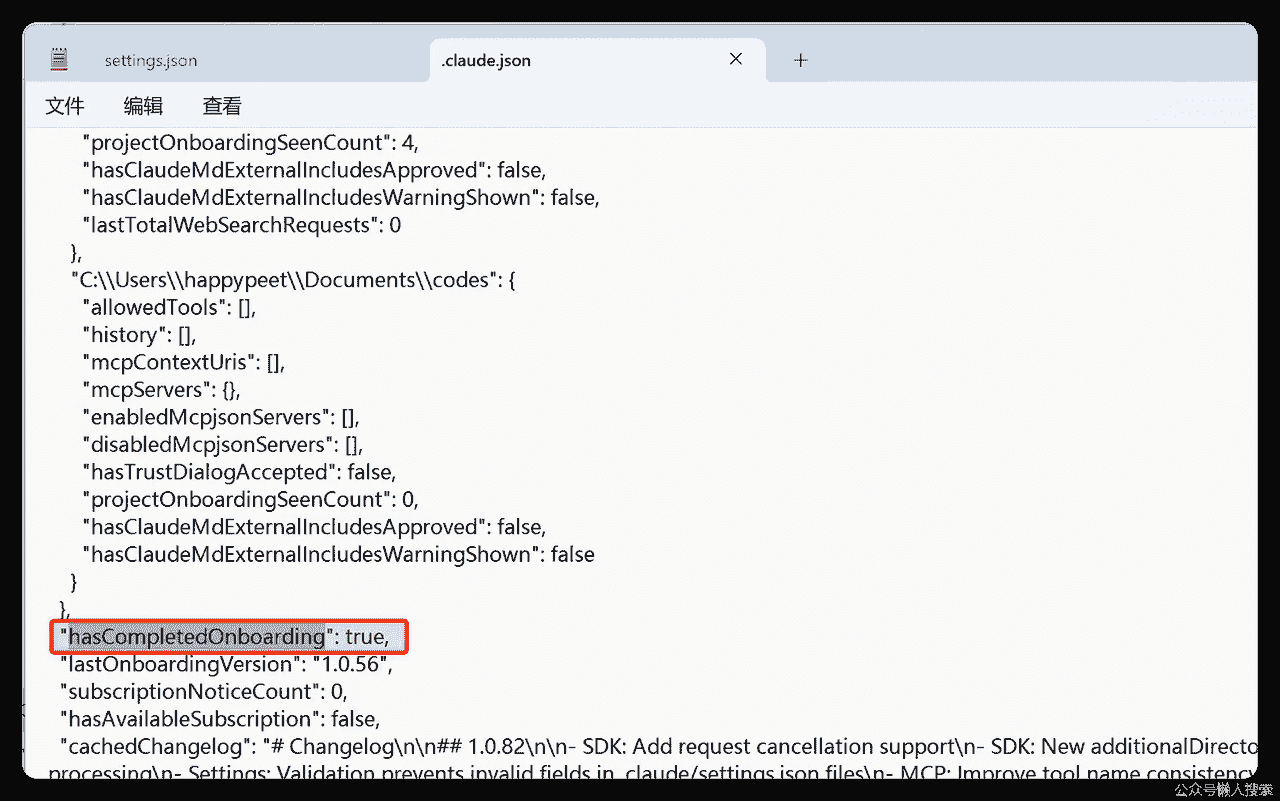 settings.json
.claude.json
文件 编辑 查看
"projectOnboardingSeenCount": 4,
"hasClaudeMdExternalIncludesApproved": false,
"hasClaudeMdExternalIncludesWarningShown": false,
"lastTotalWebSearchRequests": 0
},
"C:\\Users\\happypeet\\Documents\\codes": {
"allowedTools": [],
"history": [],
"mcpContextUris": [],
"mcpServers": {},
"enabledMcpjsonServers": [],
"disabledMcpjsonServers": [],
"hasTrustDialogAccepted": false,
"projectOnboardingSeenCount": 0,
"hasClaudeMdExternalIncludesApproved": false,
"hasClaudeMdExternalIncludesWarningShown": false
}
},
"hasCompletedOnboarding": true,
"lastOnboardingVersion": "1.0.56",
"subscriptionNoticeCount": 0,
"hasAvailableSubscription": false,
"cachedChangelog": "# Changelog\n\n## 1.0.82\n\n- SDK: Add request cancellation support\n- SDK: New additionalDirecto
processing\n- Settings: Validation prevents invalid fields in .claude/settings.json files\n- MCP: Improve tool name consistency
公众号懒人搜索